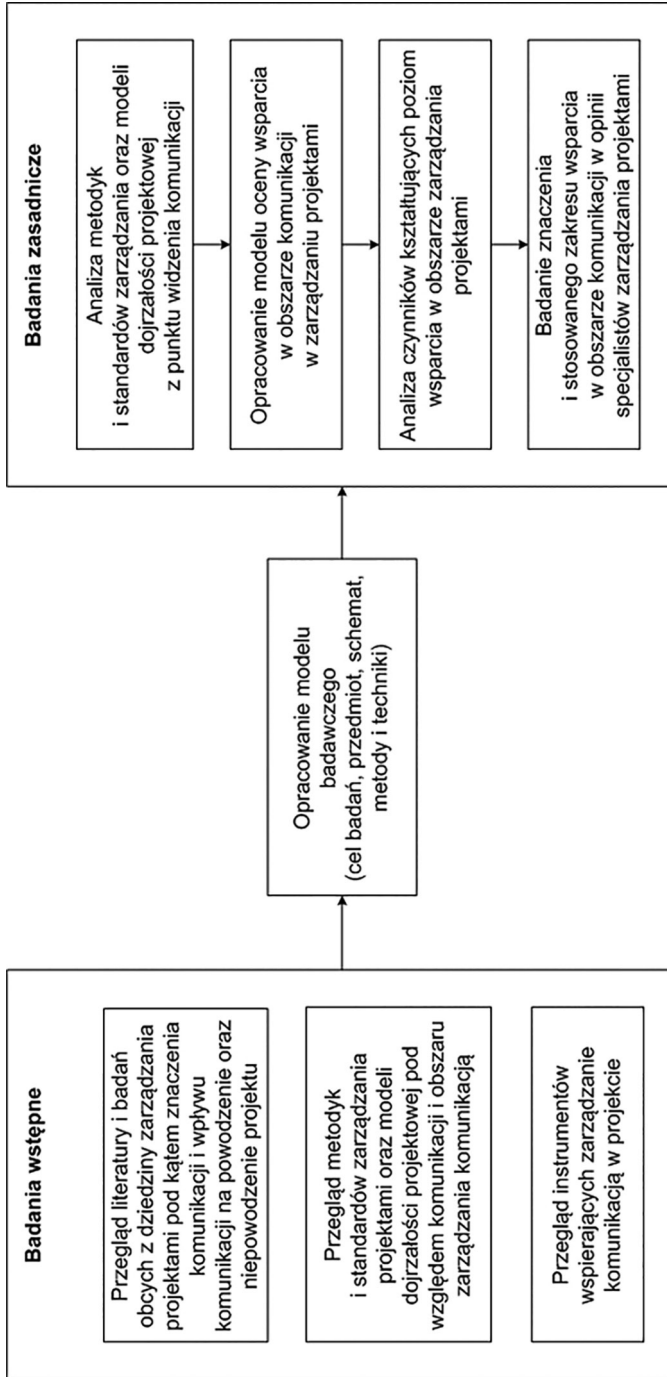 Badania wstępne
Przegląd literatury i badań
obcych z dziedziny zarządzania
projektami pod kątem znaczenia
komunikacji i wpływu
komunikacji na powodzenie oraz
niepowodzenie projektu
Przegląd metodyk
i standardów zarządzania
projektami oraz modeli
dojrzałości projektowej pod
względem komunikacji i obszaru
zarządzania komunikacją
Przegląd instrumentów
wspierających zarządzanie
komunikacją w projekcie
Opracowanie modelu
badawczego
(cel badań, przedmiot, schemat,
metody i techniki)
Badania zasadnicze
Analiza metodyk
i standardów zarządzania oraz modeli
dojrzałości projektowej
z punktu widzenia komunikacji
Opracowanie modelu oceny wsparcia
w obszarze komunikacji
w zarządzaniu projektami
Analiza czynników kształtujących poziom
wsparcia w obszarze zarządzania
projektami
Badanie znaczenia
i stosowanego zakresu wsparcia
w obszarze komunikacji w opinii
specjalistów zarządzania projektami